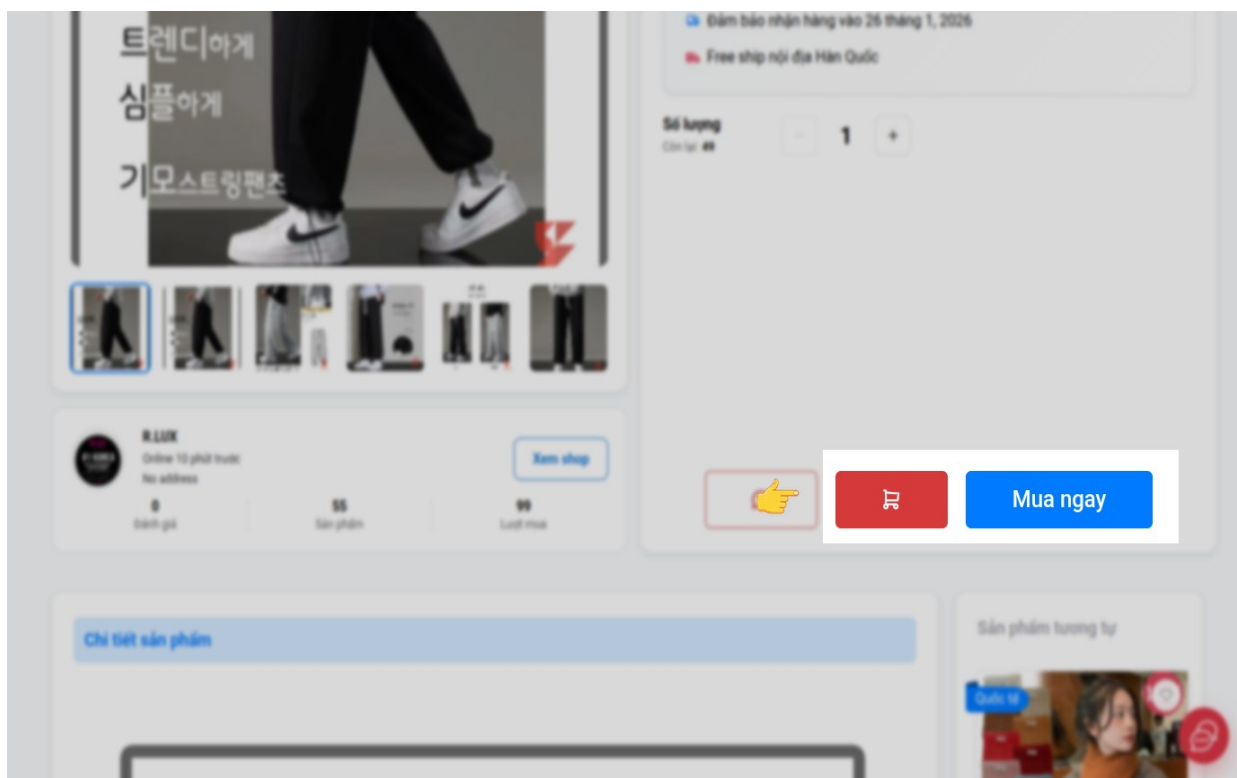 트렌디하게
심플하게
기모스트링팬츠
Đảm bảo nhận hàng vào 26 tháng 1, 2026
Free ship nội địa Hàn Quốc
Số lượng
Còn lại: 49
1
R.LUX
Online 10 phút trước
No address
Xem shop
0
Đánh giá
55
Sản phẩm
99
Lượt mua
Mua ngay
Chi tiết sản phẩm
Sản phẩm tương tự
Quốc tế